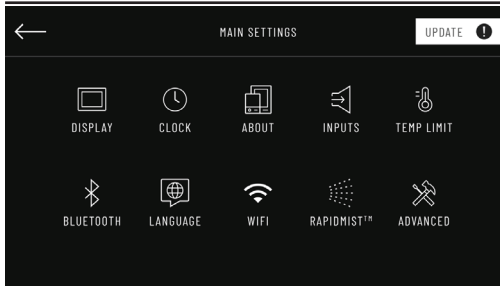 MAIN SETTINGS
UPDATE !
DISPLAY CLOCK ABOUT INPUTS TEMP LIMIT
BLUETOOTH LANGUAGE WIFI RAPIDMIST™ ADVANCED